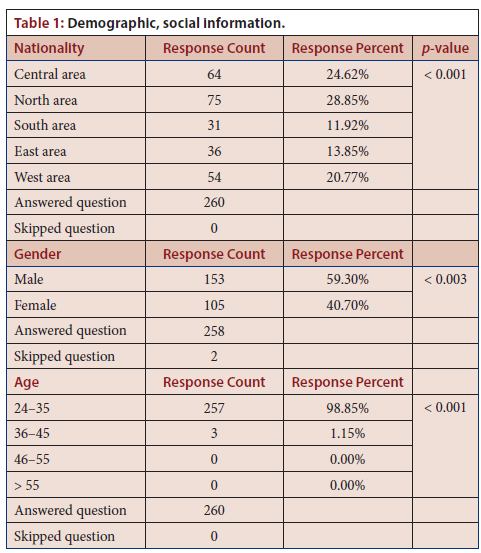 Table 1: Demographic, social information.
Nationality Response Count Response Percent p-value
Central area 64 24.62% < 0.001
North area 75 28.85%
South area 31 11.92%
East area 36 13.85%
West area 54 20.77%
Answered question 260
Skipped question 0
Gender Response Count Response Percent
Male 153 59.30% < 0.003
Female 105 40.70%
Answered question 258
Skipped question 2
Age Response Count Response Percent
24–35 257 98.85% < 0.001
36–45 3 1.15%
46–55 0 0.00%
> 55 0 0.00%
Answered question 260
Skipped question 0